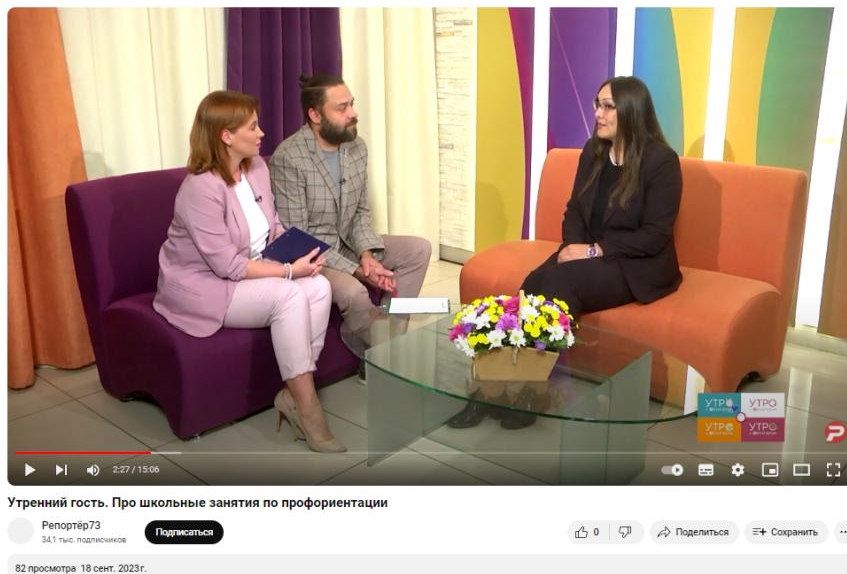 УТРО
УТРО
УТРО
УТРО
2:27 / 15:06
Утренний гость. Про школьные занятия по профориентации
Репортёр73
34,1 тыс. подписчиков
Подписаться
0
Поделиться
Сохранить
82 просмотра 18 сент. 2023 г.